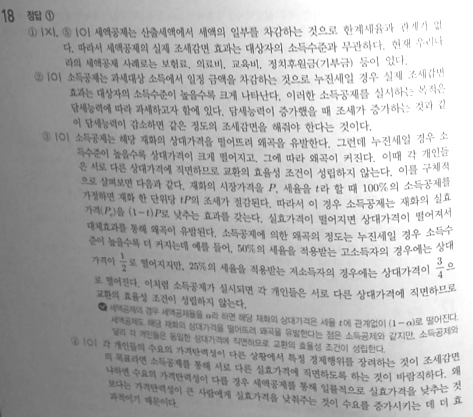 18 정답 ①
① |X|, ⑤ |O| 세액공제는 산출세액에서 세액의 일부를 차감하는 것으로 한계세율과 관계가 없
다. 따라서 세액공제의 실제 조세감면 효과는 대상자의 소득수준과 무관하다. 현재 우리나
라의 세액공제 사례로는 보험료, 의료비, 교육비, 정치후원금(기부금) 등이 있다.
② |O| 소득공제는 과세대상 소득에서 일정 금액을 차감하는 것으로 누진세일 경우 실제 조세감면
효과는 대상자의 소득수준이 높을수록 크게 나타난다. 이러한 소득공제를 실시하는 목적은
담세능력에 따라 과세하고자 함에 있다. 담세능력이 증가했을 때 조세가 증가하는 것과 같
이 담세능력이 감소하면 같은 정도의 조세감면을 해줘야 한다는 것이다.
③ |O| 소득공제는 해당 재화의 상대가격을 떨어뜨려 왜곡을 유발한다. 그런데 누진세일 경우 소
득수준이 높을수록 상대가격이 크게 떨어지고, 그에 따라 왜곡이 커진다. 이때 각 개인들
은 서로 다른 상대가격에 직면하므로 교환의 효율성 조건이 성립하지 않는다. 이를 구체적
으로 살펴보면 다음과 같다. 재화의 시장가격을 P, 세율을 t라 할 때 100%의 소득공제를
가정하면 재화 한 단위당 tP의 조세가 절감된다. 따라서 이 경우 소득공제는 재화의 실효
가격(Pₑ)을 (1-t)P로 낮추는 효과를 갖는다. 실효가격이 떨어지면 상대가격이 떨어져서
대체효과를 통해 왜곡이 유발된다. 소득공제에 의한 왜곡의 정도는 누진세일 경우 소득수
준이 높을수록 더 커지는데 예를 들어, 50%의 세율을 적용받는 고소득자의 경우에는 상대
가격이 1/2로 떨어지지만, 25%의 세율을 적용받는 저소득자의 경우에는 상대가격이 3/4으
로 떨어진다. 이처럼 소득공제가 실시되면 각 개인들은 서로 다른 상대가격에 직면하므로
교환의 효율성 조건이 성립하지 않는다.
세액공제의 경우 세액공제율을 α라 하면 해당 재화의 상대가격은 세율 t에 관계없이 (1-α)로 떨어진다.
세액공제도 해당 재화의 상대가격을 떨어뜨려 왜곡을 유발한다는 점은 소득공제와 같지만, 소득공제와
달리 각 개인들은 동일한 상대가격에 직면하므로 교환의 효율성 조건이 성립한다.
④ |O| 각 개인들의 수요의 가격탄력성이 다른 상황에서 특정 경제행위를 장려하는 것이 조세감면
의 목표라면 소득공제를 통해 서로 다른 상대가격에 직면하도록 하는 것이 바람직하다. 왜
냐하면 수요의 가격탄력성이 다를 경우 세액공제를 통해 일률적으로 실효가격을 낮추는 것
보다는 가격탄력성이 큰 사람에게 실효가격을 낮춰주는 것이 수요를 증가시키는 데 더 효
과적이기 때문이다.